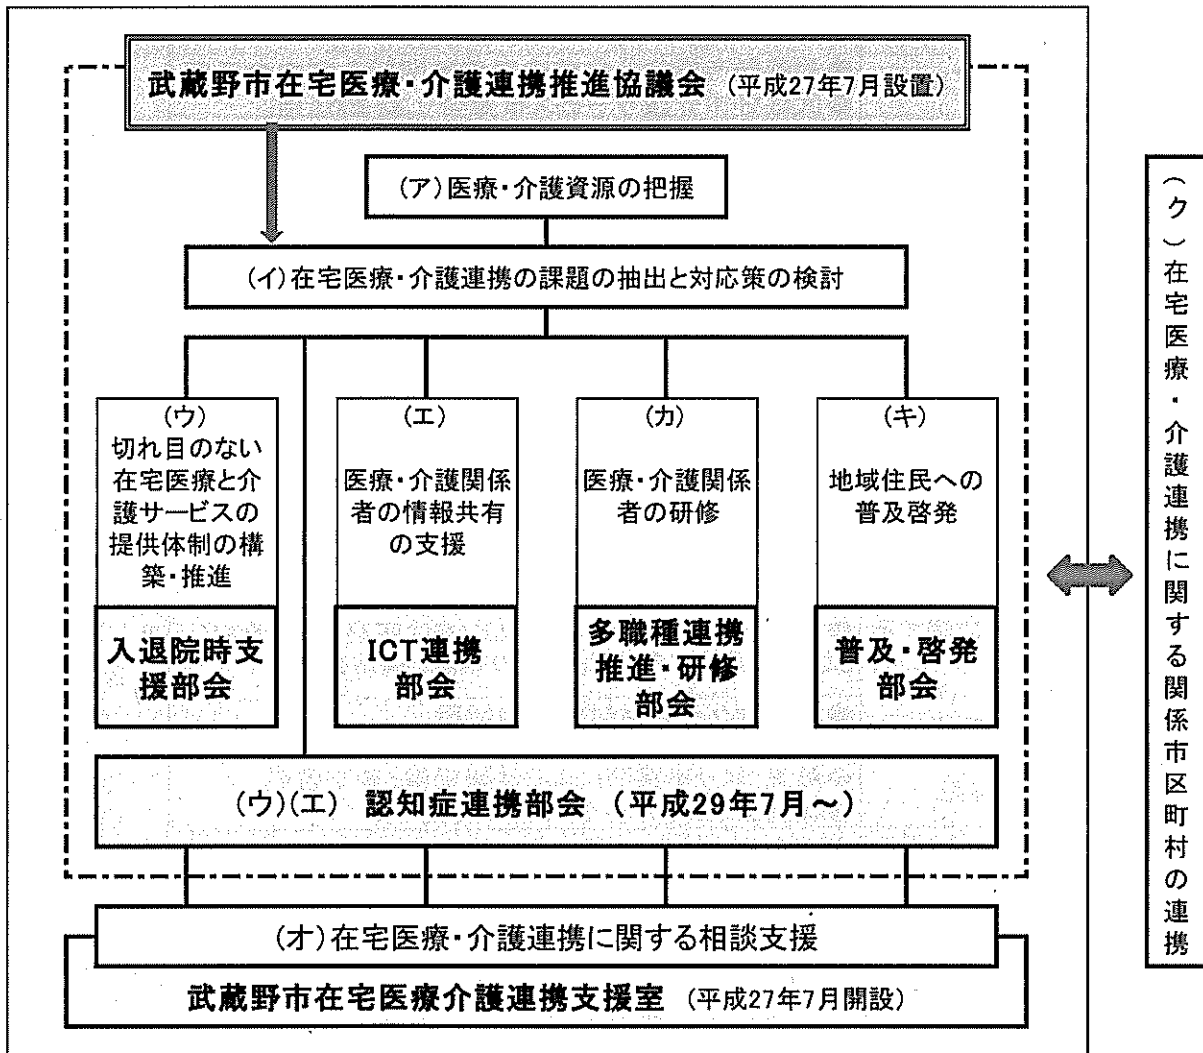 武蔵野市在宅医療・介護連携推進協議会 (平成27年7月設置)
(ア)医療・介護資源の把握
(イ)在宅医療・介護連携の課題の抽出と対応策の検討
(ウ)
切れ目のない
在宅医療と介
護サービスの
提供体制の構
築・推進
入退院時支
援部会
(エ)
医療・介護関係
者の情報共有
の支援
ICT連携
部会
(カ)
医療・介護関係
者の研修
多職種連携
推進・研修
部会
(キ)
地域住民への
普及啓発
普及・啓発
部会
(ウ)(エ) 認知症連携部会 (平成29年7月~)
(オ)在宅医療・介護連携に関する相談支援
武蔵野市在宅医療介護連携支援室 (平成27年7月開設)
(ク)在宅医療・介護連携に関する関係市区町村の連携